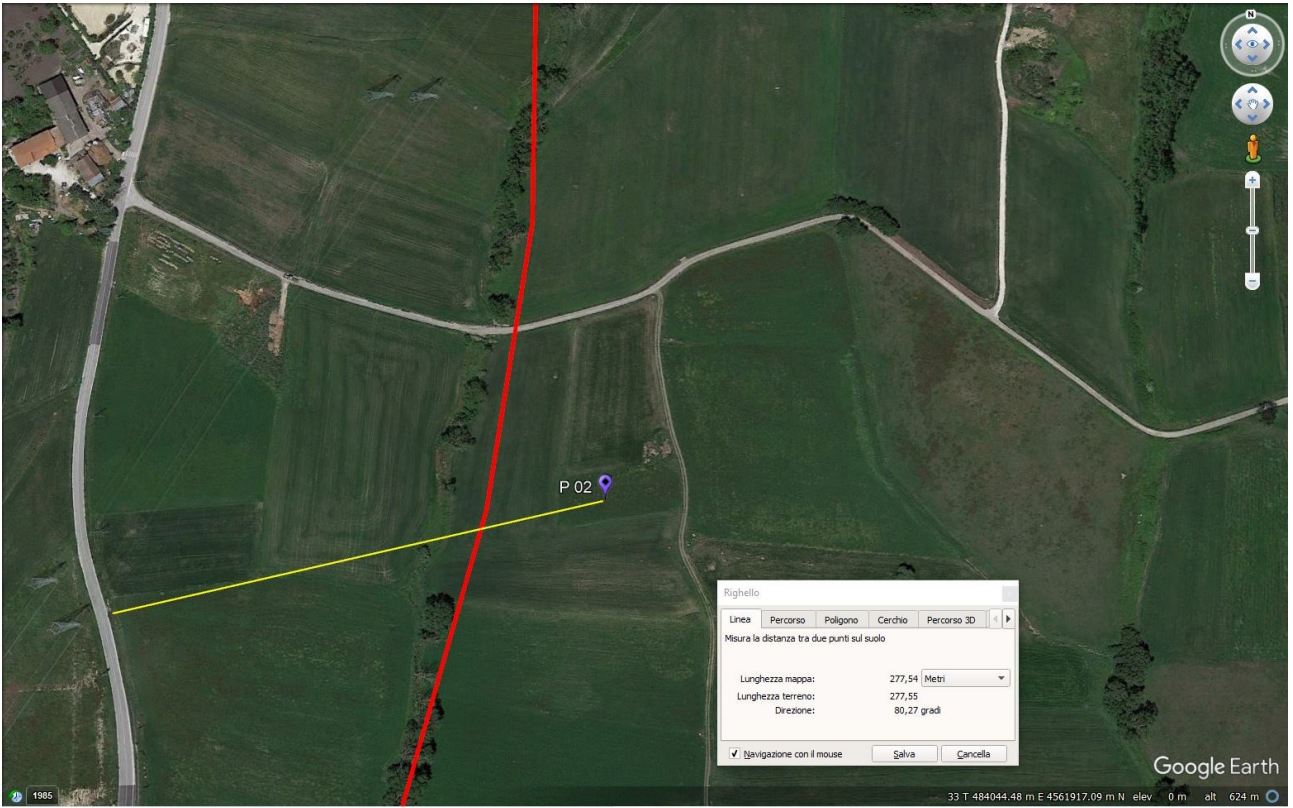 N
P 02
Righello
Linea Percorso Poligono Cerchio Percorso 3D
Misura la distanza tra due punti sul suolo
Lunghezza mappa: 277,54 Metri
Lunghezza terreno: 277,55
Direzione: 80,27 gradi
Navigazione con il mouse Salva Cancella
Google Earth
1985 33 T 484044.48 m E 4561917.09 m N elev 0 m alt 624 m